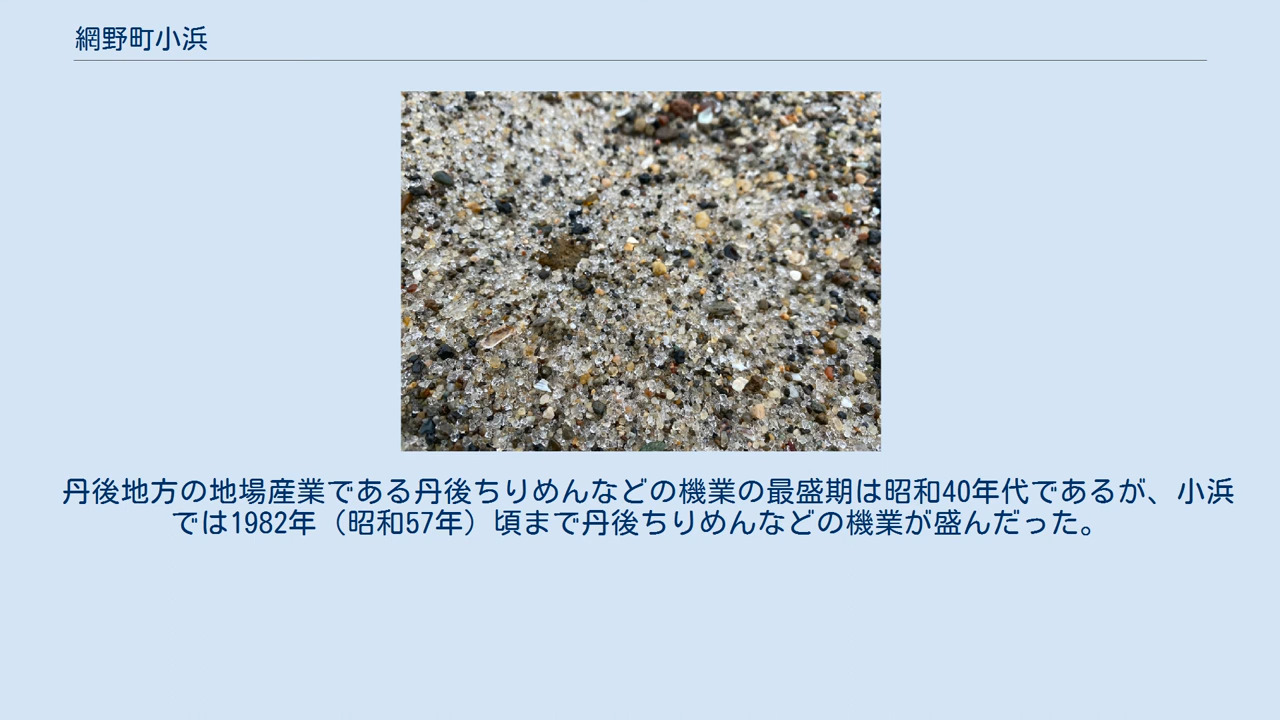 網野町小浜
丹後地方の地場産業である丹後ちりめんなどの機業の最盛期は昭和40年代であるが、小浜
では1982年（昭和57年）頃まで丹後ちりめんなどの機業が盛んだった。